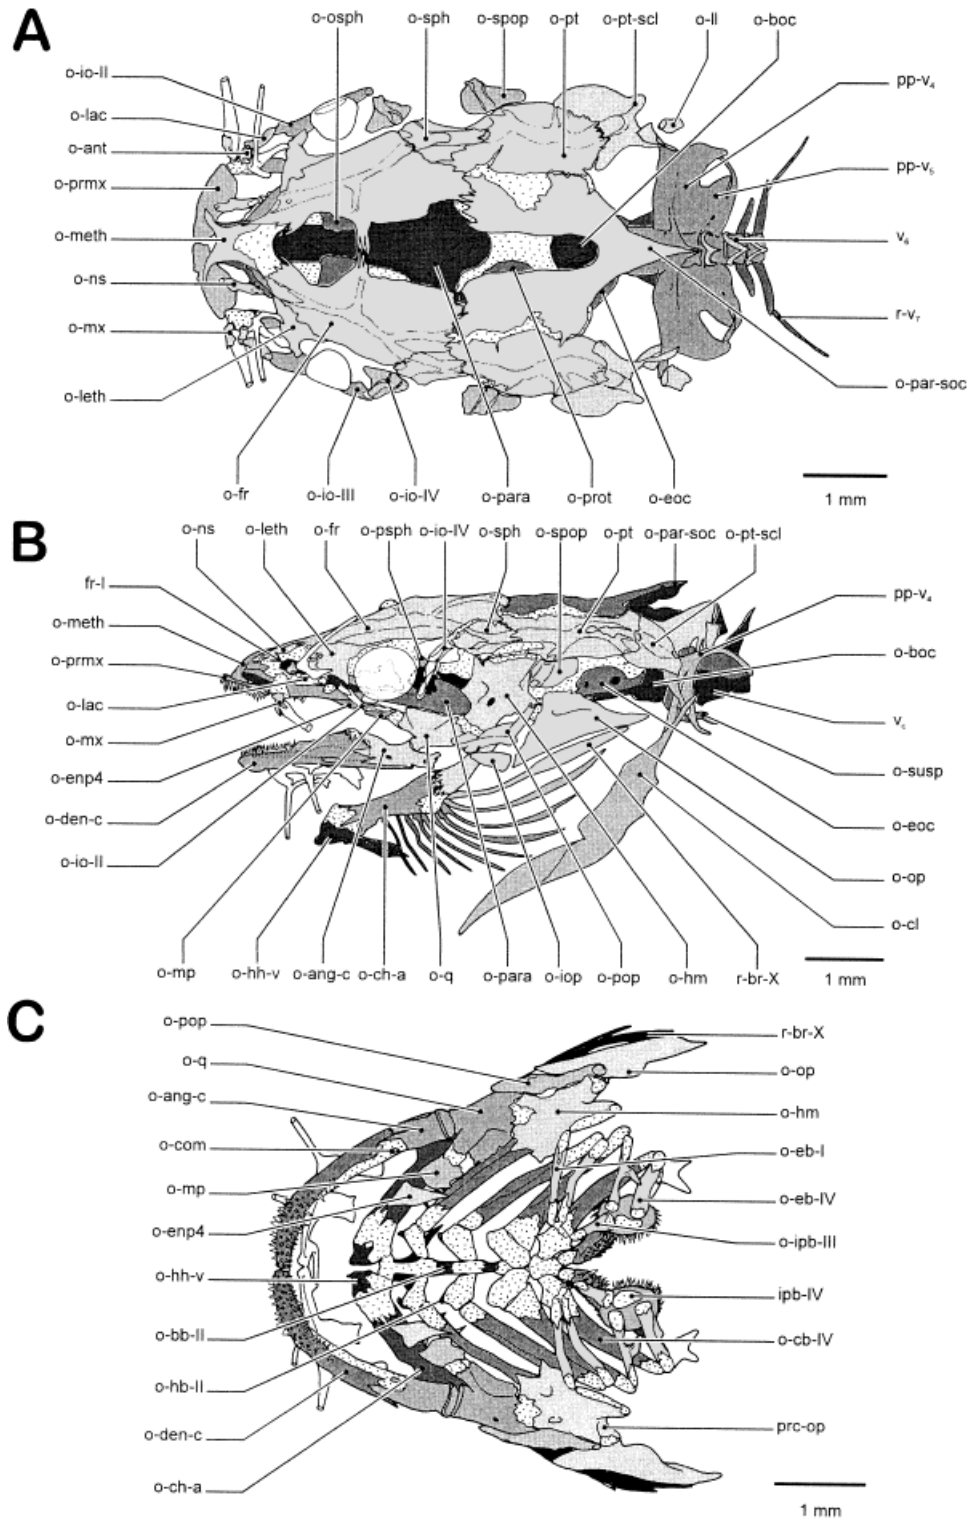 A
o-osph o-sph o-spop o-pt o-pt-scl o-ll o-boc
o-io-II
o-lac
o-ant
o-prmx
o-meth
o-ns
o-mx
o-leth
pp-v₄
pp-v₅
v₆
r-v₇
o-par-soc
o-fr o-io-III o-io-IV o-para o-prot o-eoc
1 mm
B
o-ns o-leth o-fr o-psph o-io-IV o-sph o-spop o-pt o-par-soc o-pt-scl
fr-I
o-meth
o-prmx
o-lac
o-mx
o-enp4
o-den-c
o-io-II
pp-v₄
o-boc
o-susp
o-eoc
o-op
o-cl
o-mp o-hh-v o-ang-c o-ch-a o-q o-para o-iop o-pop o-hm r-br-X
1 mm
C
o-pop
o-q
o-ang-c
o-com
o-mp
o-enp4
o-hh-v
o-bb-II
o-hb-II
o-den-c
o-ch-a
r-br-X
o-op
o-hm
o-eb-I
o-eb-IV
o-ipb-III
ipb-IV
o-cb-IV
prc-op
1 mm